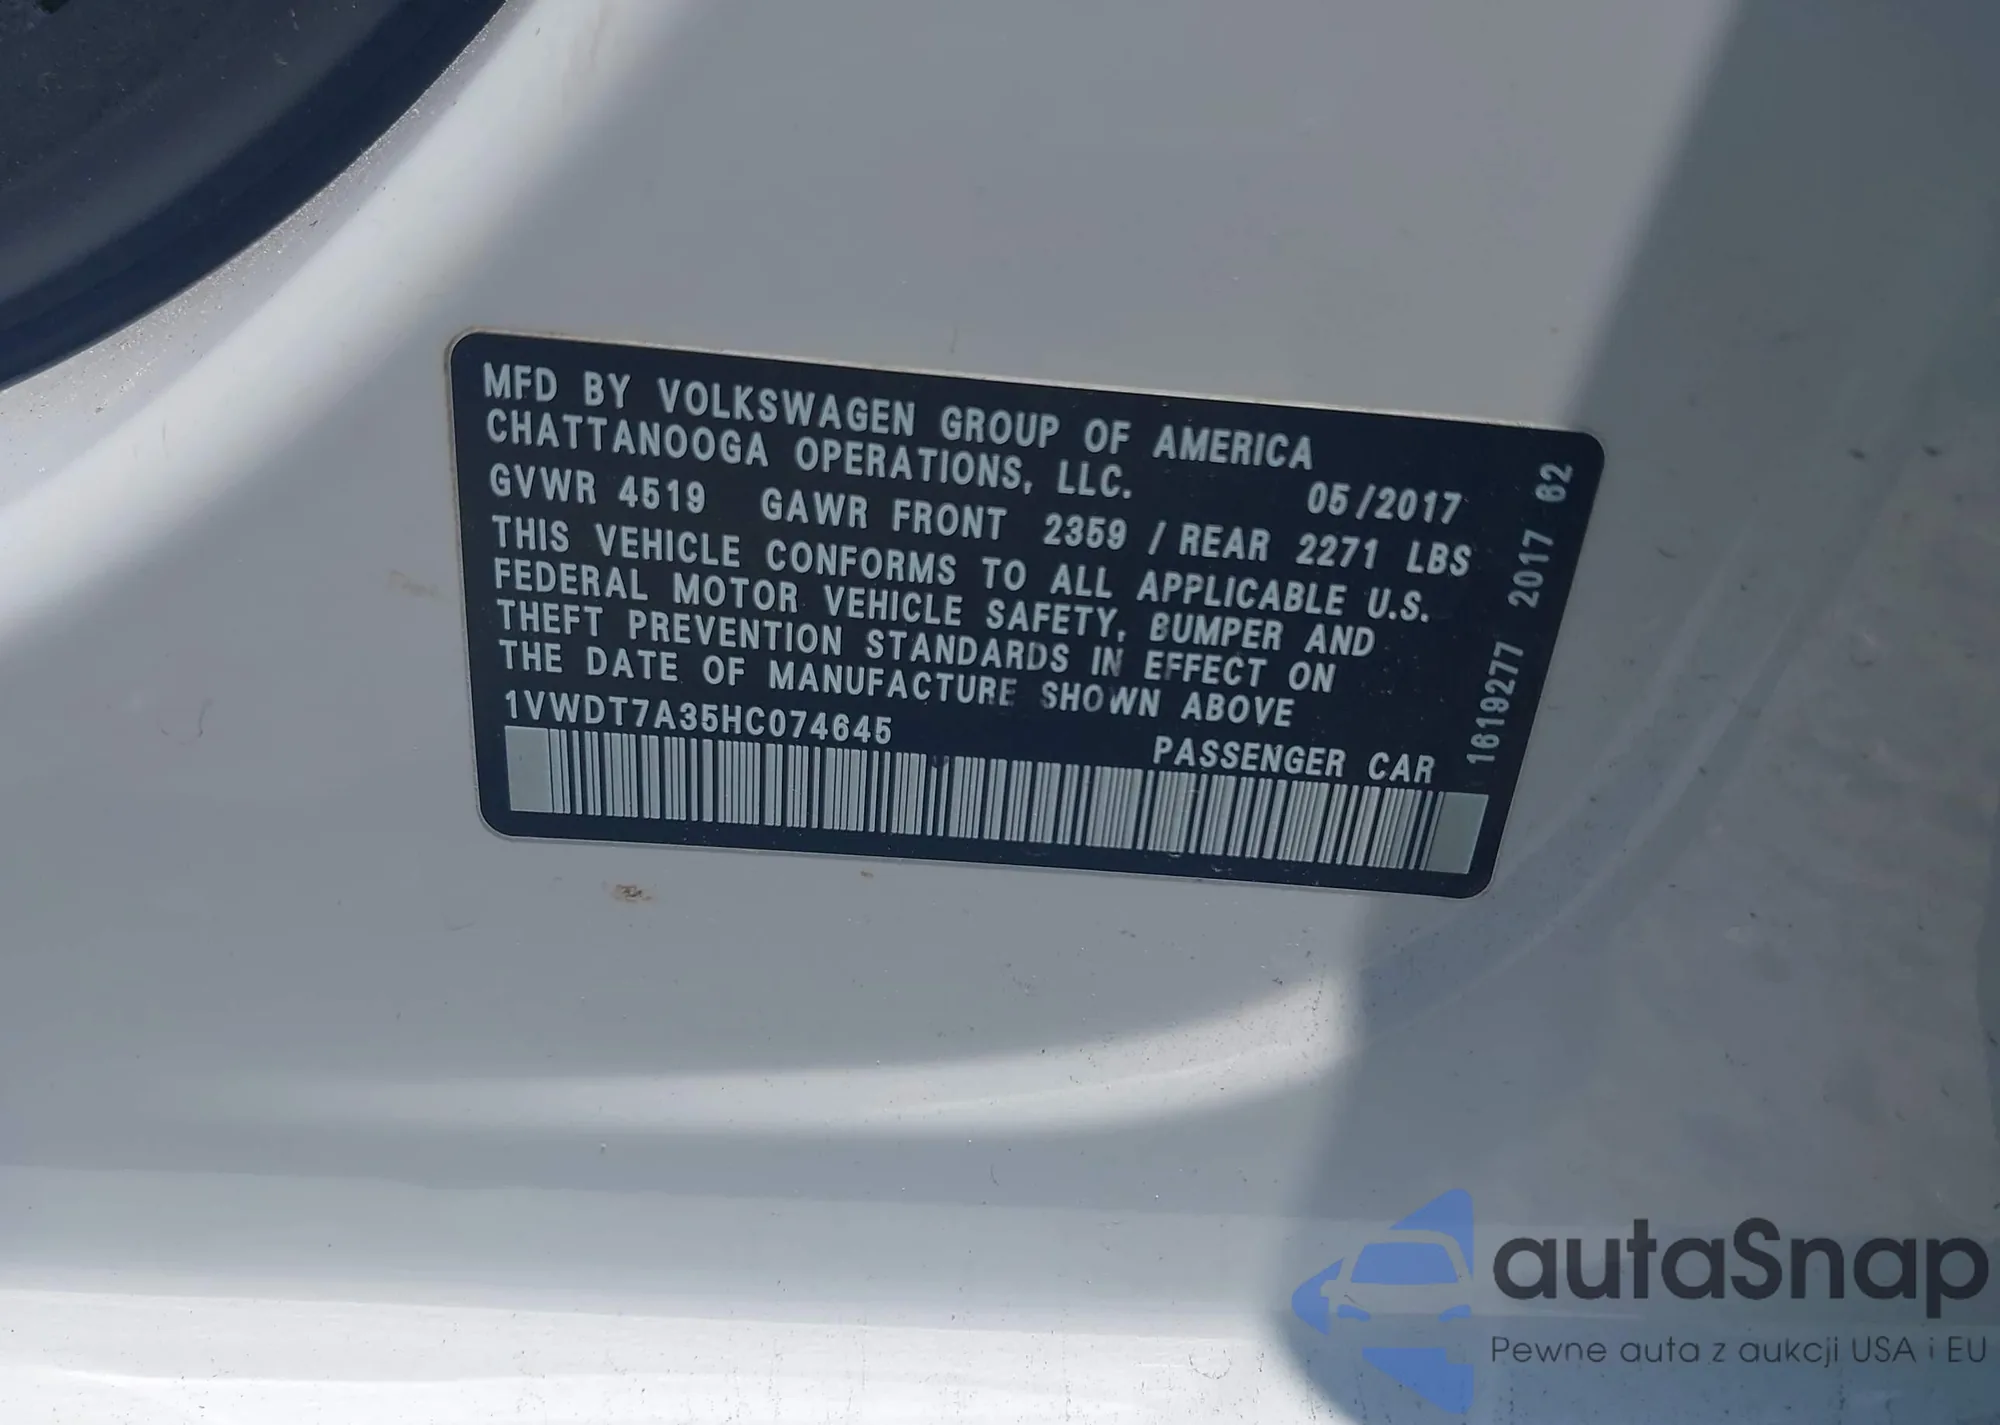 MFD BY VOLKSWAGEN GROUP OF AMERICA
CHATTANOOGA OPERATIONS, LLC.
05/2017
GVWR 4519 GAWR FRONT 2359 / REAR 2271 LBS
THIS VEHICLE CONFORMS TO ALL APPLICABLE U.S.
FEDERAL MOTOR VEHICLE SAFETY, BUMPER AND
THEFT PREVENTION STANDARDS IN EFFECT ON
THE DATE OF MANUFACTURE SHOWN ABOVE
1VWDT7A35HC074645
PASSENGER CAR
1619277 2017 62
autaSnap
Pewne auta z aukcji USA i EU